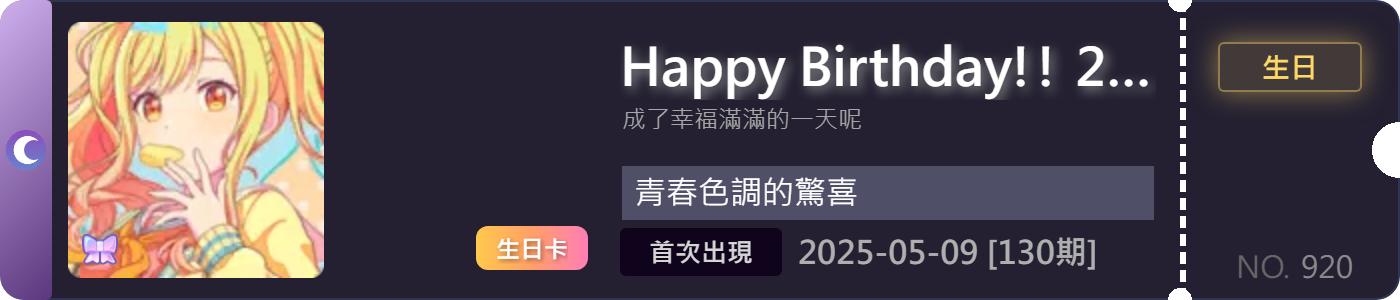 Happy Birthday!! 2...
成了幸福滿滿的一天呢
青春色調的驚喜
生日卡
首次出現
2025-05-09 [130期]
生日
NO. 920